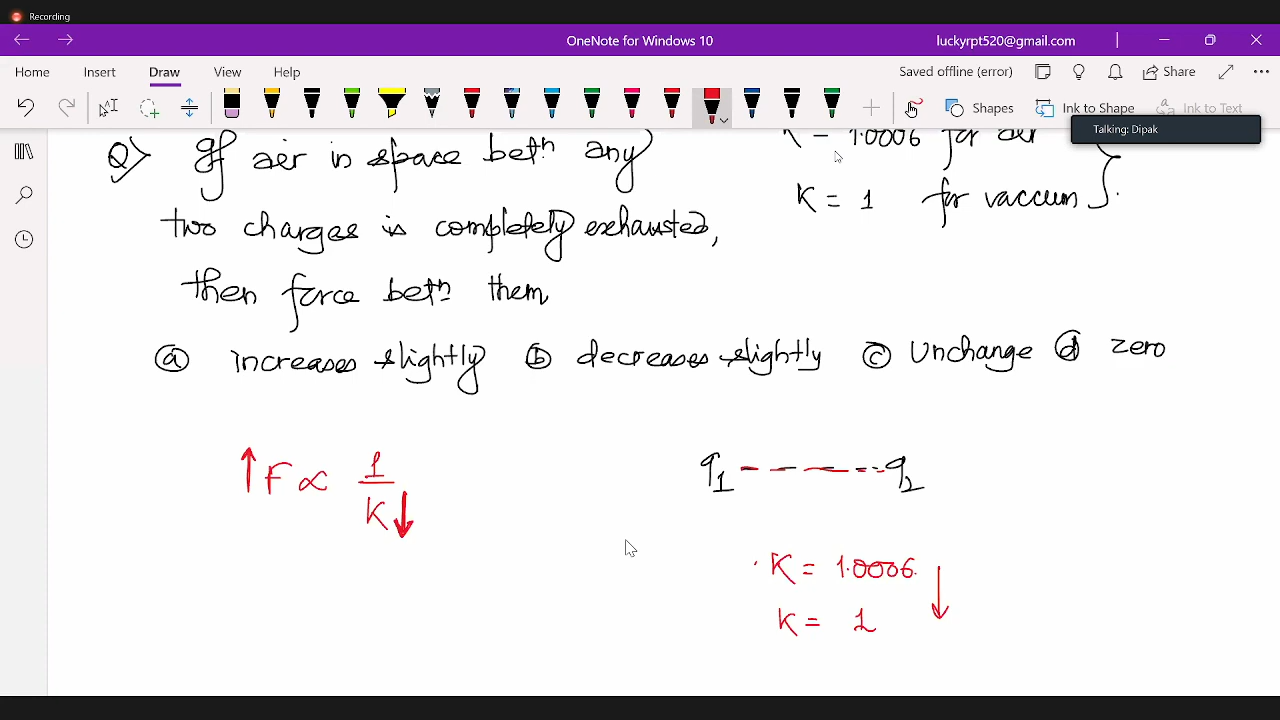 Recording
OneNote for Windows 10
luckyrpt520@gmail.com
Home Insert Draw View Help
Saved offline (error)
Share
Shapes
Ink to Shape
Ink to Text
Talking: Dipak
Q> If air in space betn any
two charges is completely exhausted,
then force betn them
(a) increases slightly (b) decreases slightly (c) Unchange (d) zero
K = 1.0006 for air
K = 1 for vaccum
↑F ∝ 1/K↓
q1 ------- q2
K = 1.0006
K = 1